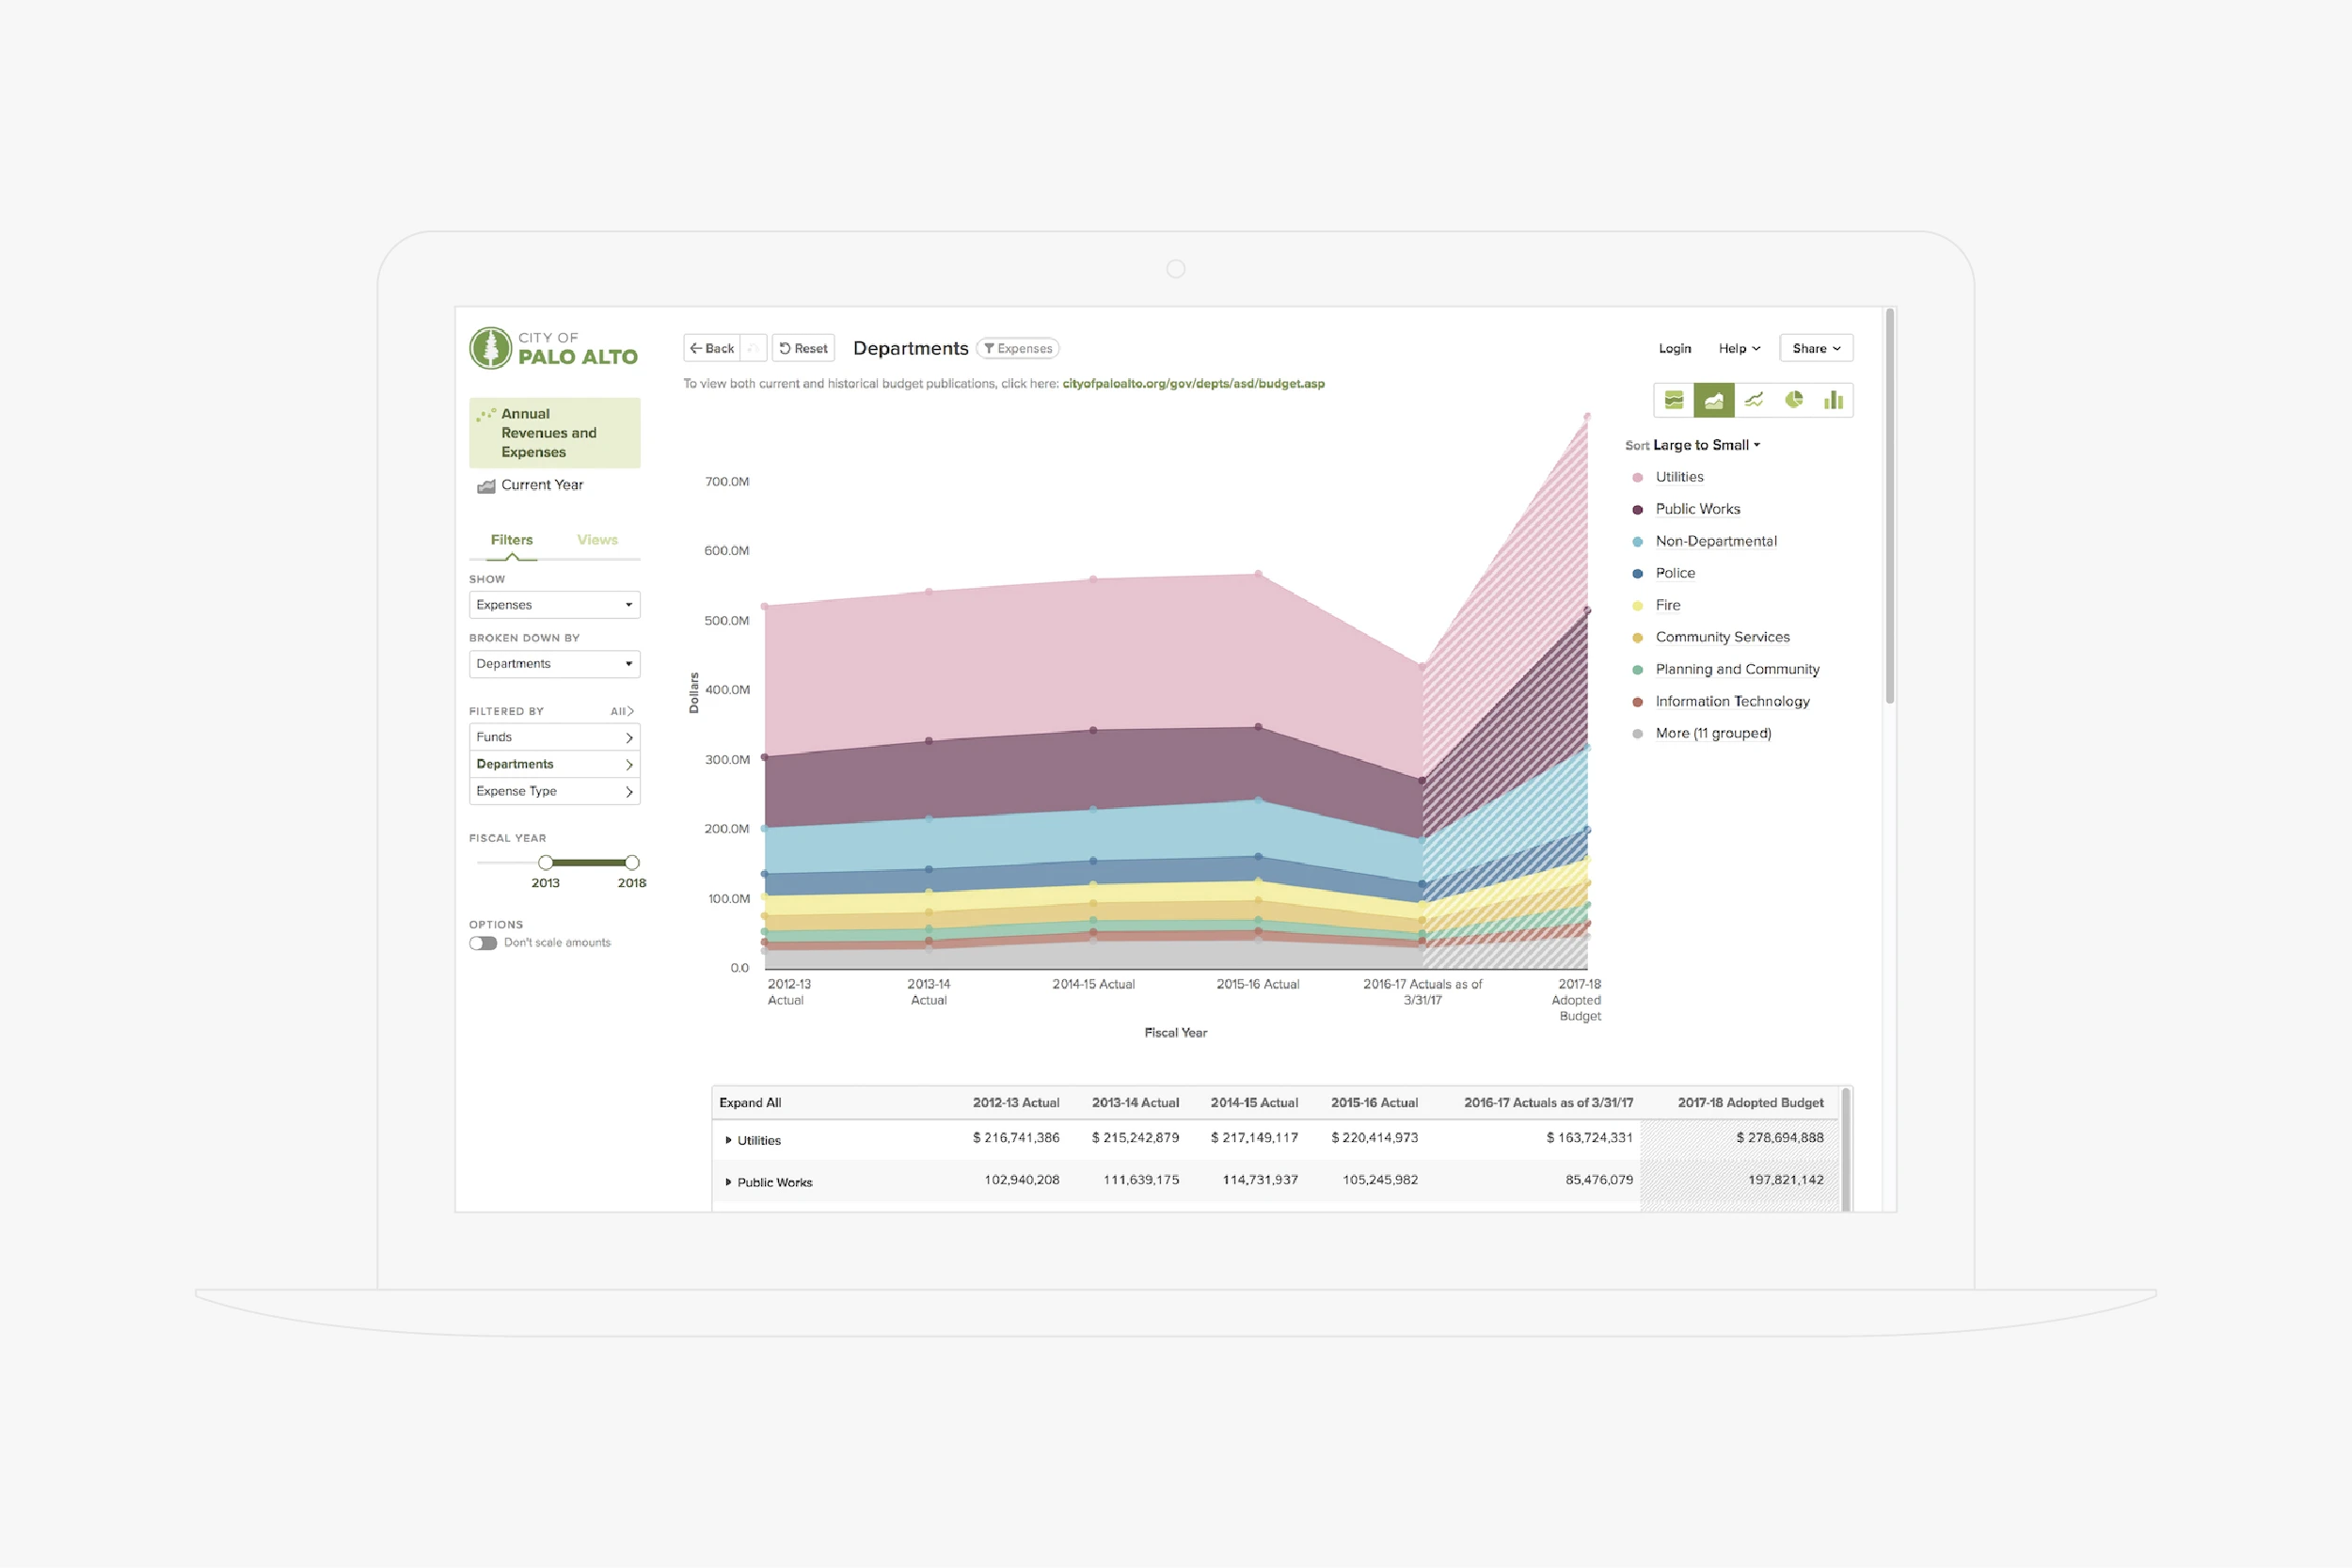 CITY OF
PALO ALTO
Back
Reset
Departments
Expenses
Login
Help
Share
To view both current and historical budget publications, click here: cityofpaloalto.org/gov/depts/asd/budget.asp
Annual
Revenues and
Expenses
Current Year
Filters
Views
SHOW
Expenses
BROKEN DOWN BY
Departments
FILTERED BY
All
Funds
Departments
Expense Type
FISCAL YEAR
2013
2018
OPTIONS
Don't scale amounts
Dollars
700.0M
600.0M
500.0M
400.0M
300.0M
200.0M
100.0M
0.0
2012-13
Actual
2013-14
Actual
2014-15 Actual
2015-16 Actual
2016-17 Actuals as of
3/31/17
2017-18
Adopted
Budget
Fiscal Year
Sort Large to Small
Utilities
Public Works
Non-Departmental
Police
Fire
Community Services
Planning and Community
Information Technology
More (11 grouped)
Expand All 2012-13 Actual 2013-14 Actual 2014-15 Actual 2015-16 Actual 2016-17 Actuals as of 3/31/17 2017-18 Adopted Budget
Utilities $ 216,741,386 $ 215,242,879 $ 217,149,117 $ 220,414,973 $ 163,724,331 $ 278,694,888
Public Works 102,940,208 111,639,175 114,731,937 105,245,982 85,476,079 197,821,142